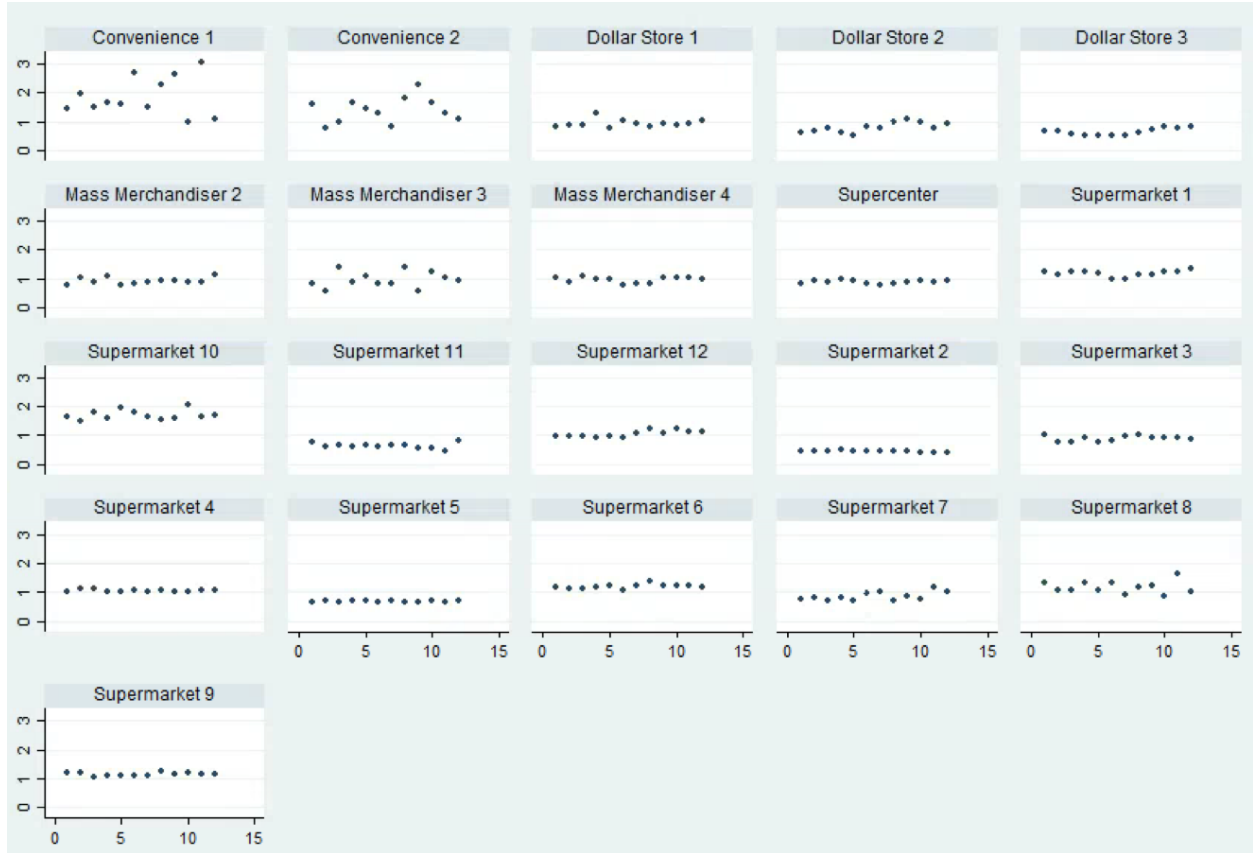 Convenience 1 Convenience 2 Dollar Store 1 Dollar Store 2 Dollar Store 3
3
2
1
0
Mass Merchandiser 2 Mass Merchandiser 3 Mass Merchandiser 4 Supercenter Supermarket 1
3
2
1
0
Supermarket 10 Supermarket 11 Supermarket 12 Supermarket 2 Supermarket 3
3
2
1
0
Supermarket 4 Supermarket 5 Supermarket 6 Supermarket 7 Supermarket 8
3
2
1
0
0 5 10 15 0 5 10 15 0 5 10 15 0 5 10 15
Supermarket 9
3
2
1
0
0 5 10 15